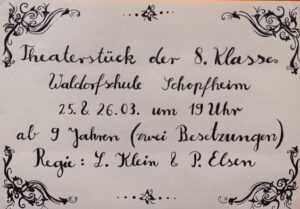 Theaterstück der 8. Klasse
Waldorfschule Schopfheim
25. & 26.03. um 19 Uhr
ab 9 Jahren (zwei Besetzungen)
Regie: L. Klein & P. Elsen